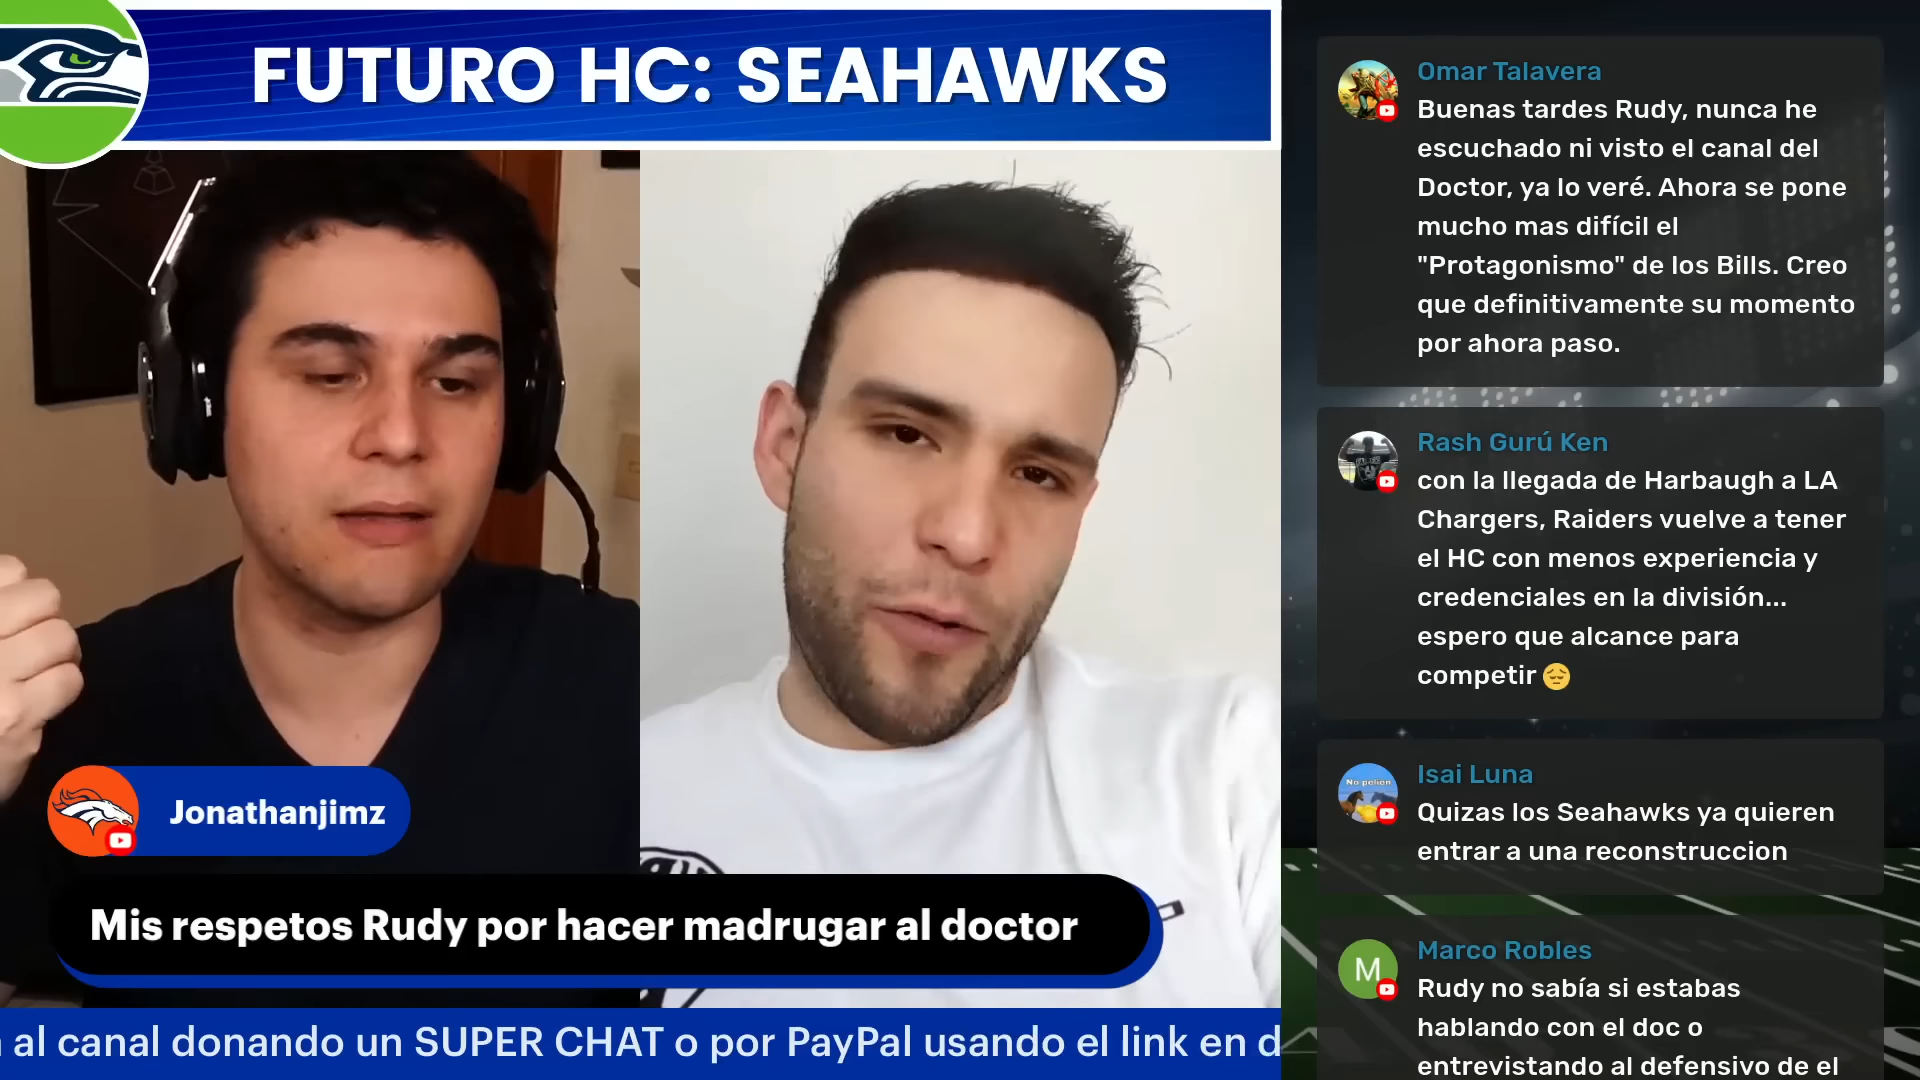 FUTURO HC: SEAHAWKS
Jonathanjimz
Mis respetos Rudy por hacer madrugar al doctor
al canal donando un SUPER CHAT o por PayPal usando el link en d
Omar Talavera
Buenas tardes Rudy, nunca he
escuchado ni visto el canal del
Doctor, ya lo veré. Ahora se pone
mucho mas difícil el
"Protagonismo" de los Bills. Creo
que definitivamente su momento
por ahora paso.
Rash Gurú Ken
con la llegada de Harbaugh a LA
Chargers, Raiders vuelve a tener
el HC con menos experiencia y
credenciales en la división...
espero que alcance para
competir 😔
No pelien
Isai Luna
Quizas los Seahawks ya quieren
entrar a una reconstruccion
M
Marco Robles
Rudy no sabía si estabas
hablando con el doc o
entrevistando al defensivo de el